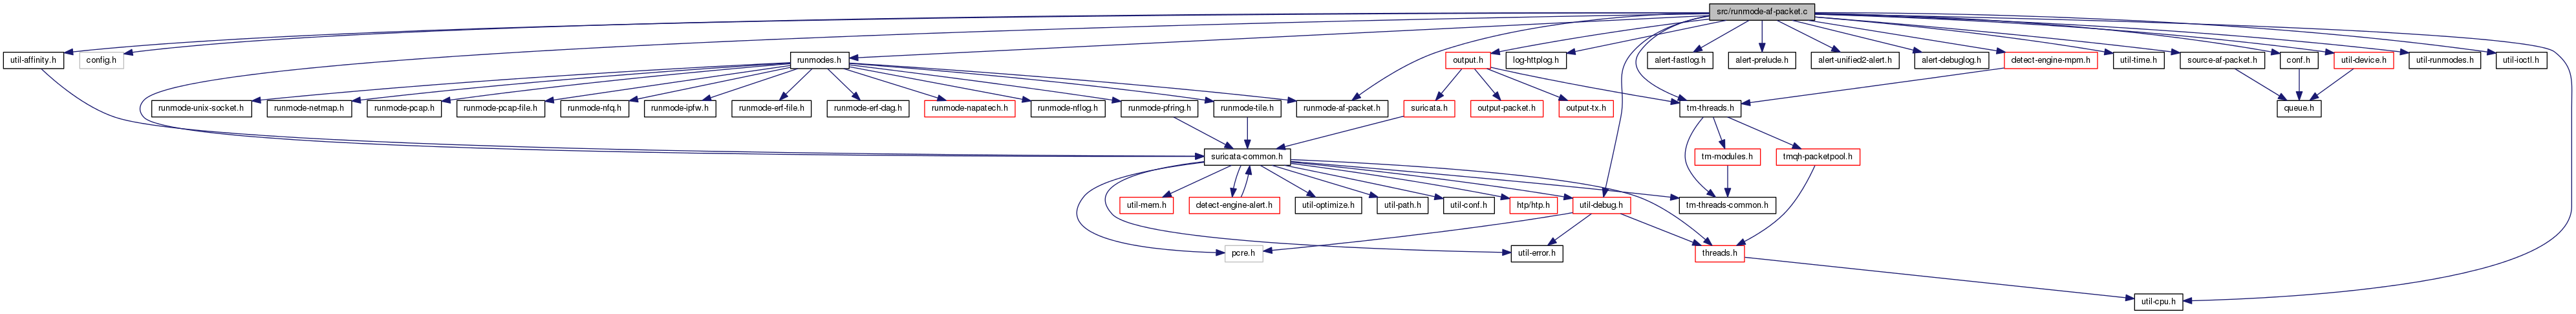 src/runmode-af-packet.c
util-affinity.h
config.h
runmodes.h
output.h
log-httplog.h
alert-fastlog.h
alert-prelude.h
alert-unified2-alert.h
alert-debuglog.h
detect-engine-mpm.h
util-time.h
source-af-packet.h
conf.h
util-device.h
util-runmodes.h
util-ioctl.h
runmode-unix-socket.h
runmode-netmap.h
runmode-pcap.h
runmode-pcap-file.h
runmode-nfq.h
runmode-ipfw.h
runmode-erf-file.h
runmode-erf-dag.h
runmode-napatech.h
runmode-nflog.h
runmode-pfring.h
runmode-tile.h
runmode-af-packet.h
suricata.h
output-packet.h
output-tx.h
tm-threads.h
queue.h
suricata-common.h
tm-modules.h
tmqh-packetpool.h
util-mem.h
detect-engine-alert.h
util-optimize.h
util-path.h
util-conf.h
htp/htp.h
util-debug.h
tm-threads-common.h
pcre.h
util-error.h
threads.h
util-cpu.h